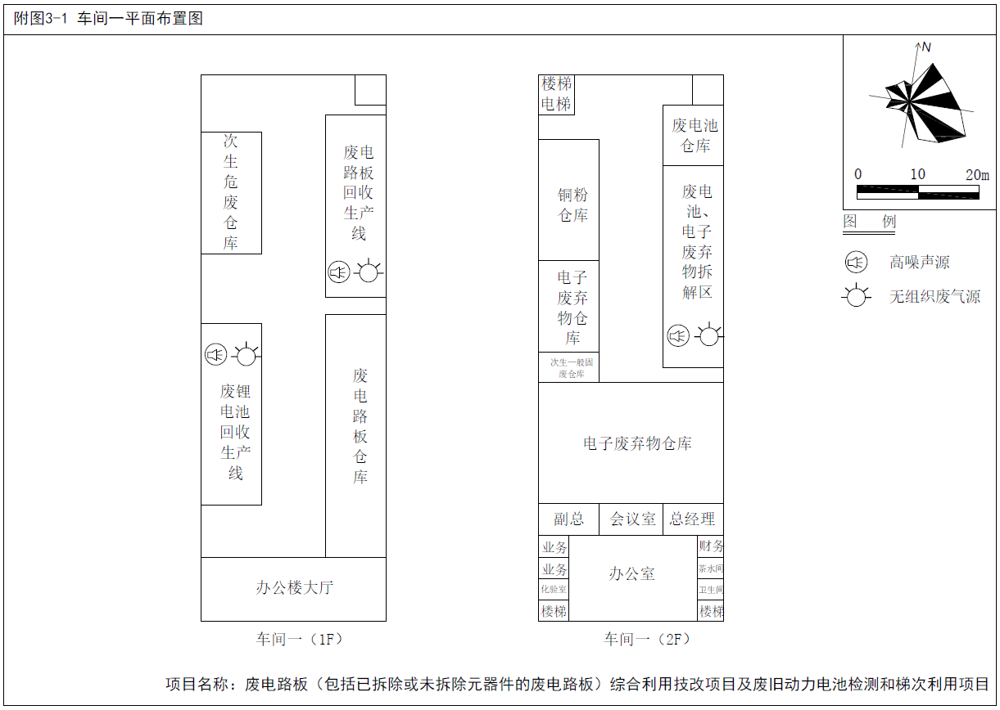 附图3-1 车间一平面布置图
N
0 10 20m
图 例
高噪声源
无组织废气源
次
生
危
废
仓
库
废电
路板
回收
生产
线
废锂
电池
回收
生产
线
废
电
路
板
仓
库
办公楼大厅
车间一（1F）
楼梯
电梯
废电池
仓库
铜粉
仓库
废电
池、
电子
废弃
物拆
解区
电子
废弃
物仓
库
次生一般固
废仓库
电子废弃物仓库
副总 会议室 总经理
业务
业务
化验室
楼梯
办公室
财务
茶水间
卫生间
楼梯
车间一（2F）
项目名称：废电路板（包括已拆除或未拆除元器件的废电路板）综合利用技改项目及废旧动力电池检测和梯次利用项目